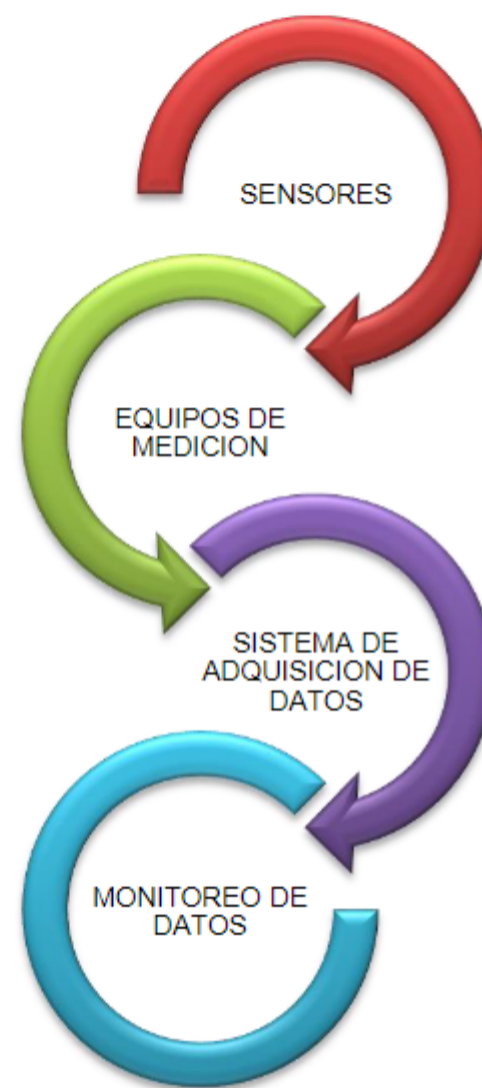 SENSORES
EQUIPOS DE
MEDICION
SISTEMA DE
ADQUISICION DE
DATOS
MONITOREO DE
DATOS